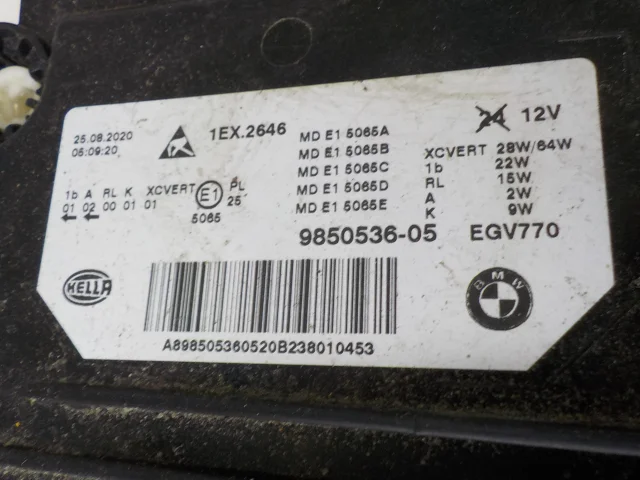 25.08.2020
05:09:20
1EX.2646
MD E1 5065A
MD E1 5065B
MD E1 5065C
MD E1 5065D
MD E1 5065E
24 12V
XCVERT 28W/64W
1b 22W
RL 15W
A 2W
K 9W
1b A RL K XCVERT
01 02 00 01 01
E1
5065
PL
25
9850536-05 EGV770
HELLA
BMW
A898505360520B238010453